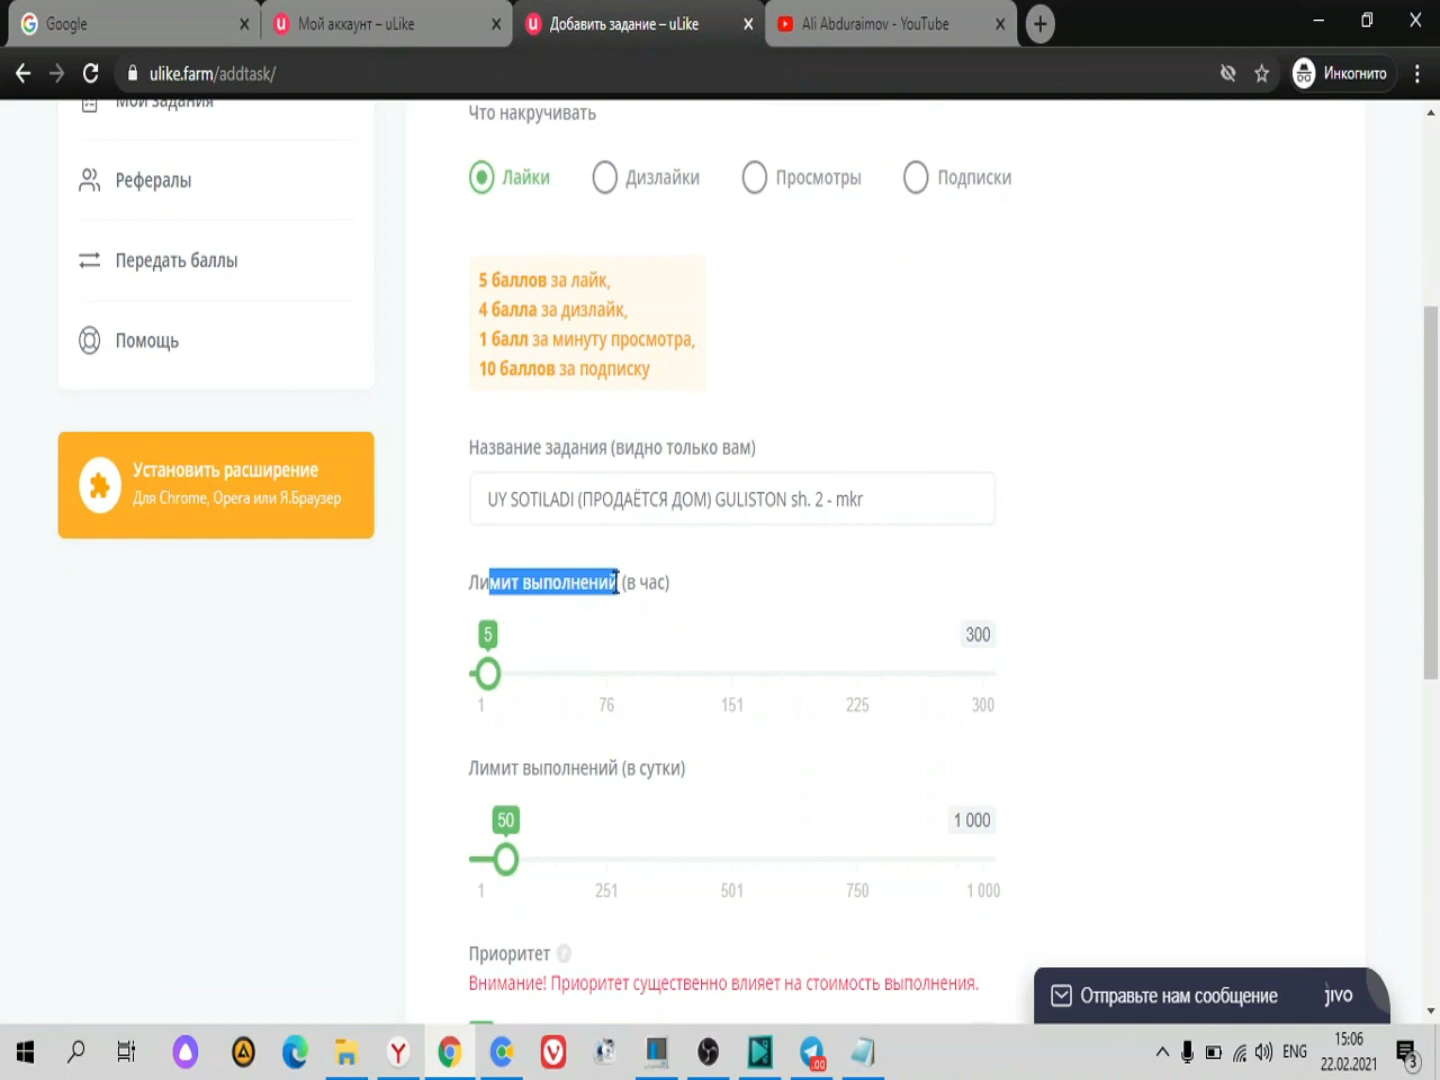 Google
Мой аккаунт – uLike
Добавить задание – uLike
Ali Abduraimov - YouTube
ulike.farm/addtask/
Инкогнито
Мои задания
Рефералы
Передать баллы
Помощь
Установить расширение
Для Chrome, Opera или Я.Браузер
Что накручивать
Лайки
Дизлайки
Просмотры
Подписки
5 баллов за лайк,
4 балла за дизлайк,
1 балл за минуту просмотра,
10 баллов за подписку
Название задания (видно только вам)
UY SOTILADI (ПРОДАЁТСЯ ДОМ) GULISTON sh. 2 - mkr
Лимит выполнений (в час)
5
300
1 76 151 225 300
Лимит выполнений (в сутки)
50
1 000
1 251 501 750 1 000
Приоритет ?
Внимание! Приоритет существенно влияет на стоимость выполнения.
Отправьте нам сообщение
jivo
.00
ENG
15:06
22.02.2021
3